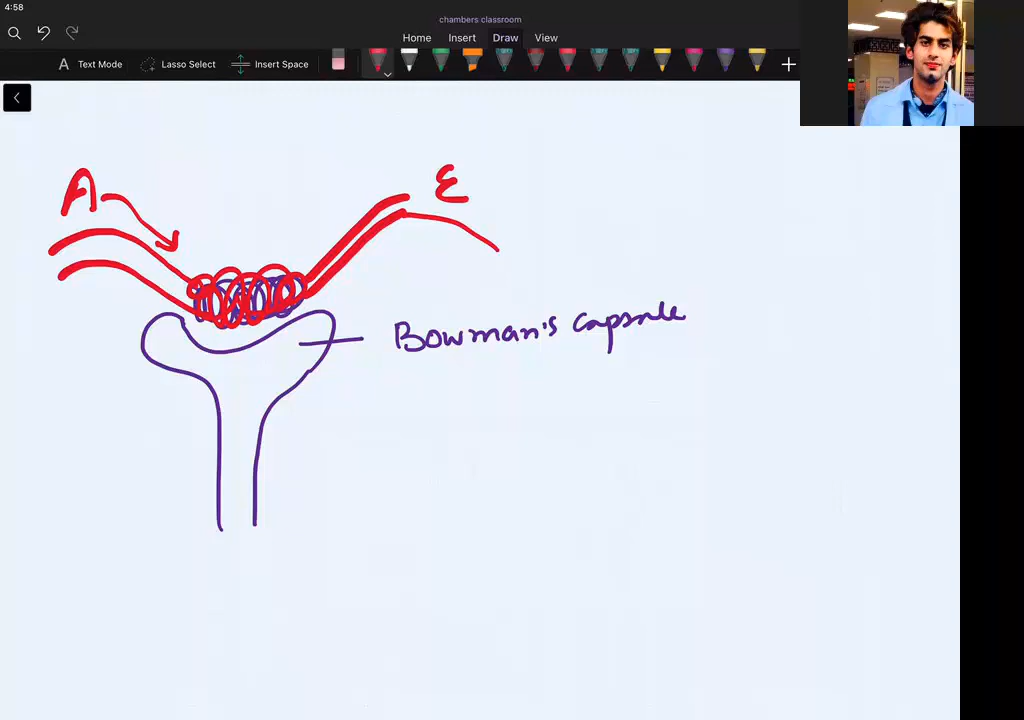 4:58
chambers classroom
Home Insert Draw View
Text Mode Lasso Select Insert Space
A
E
Bowman's capsule